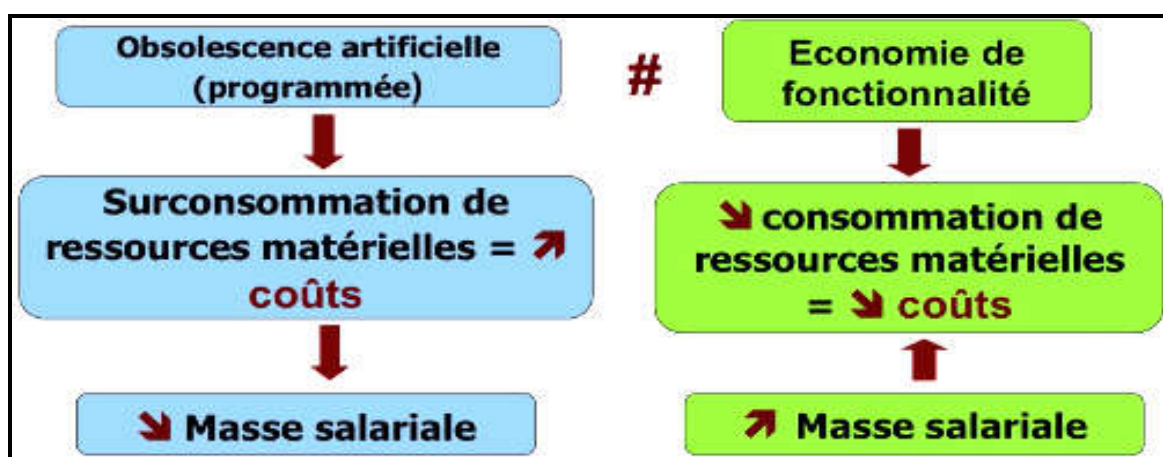 Obsolescence artificielle
(programmée)
#
Economie de
fonctionnalité
Surconsommation de
ressources matérielles = ↗
coûts
↘ consommation de
ressources matérielles
= ↘ coûts
↘ Masse salariale
↗ Masse salariale